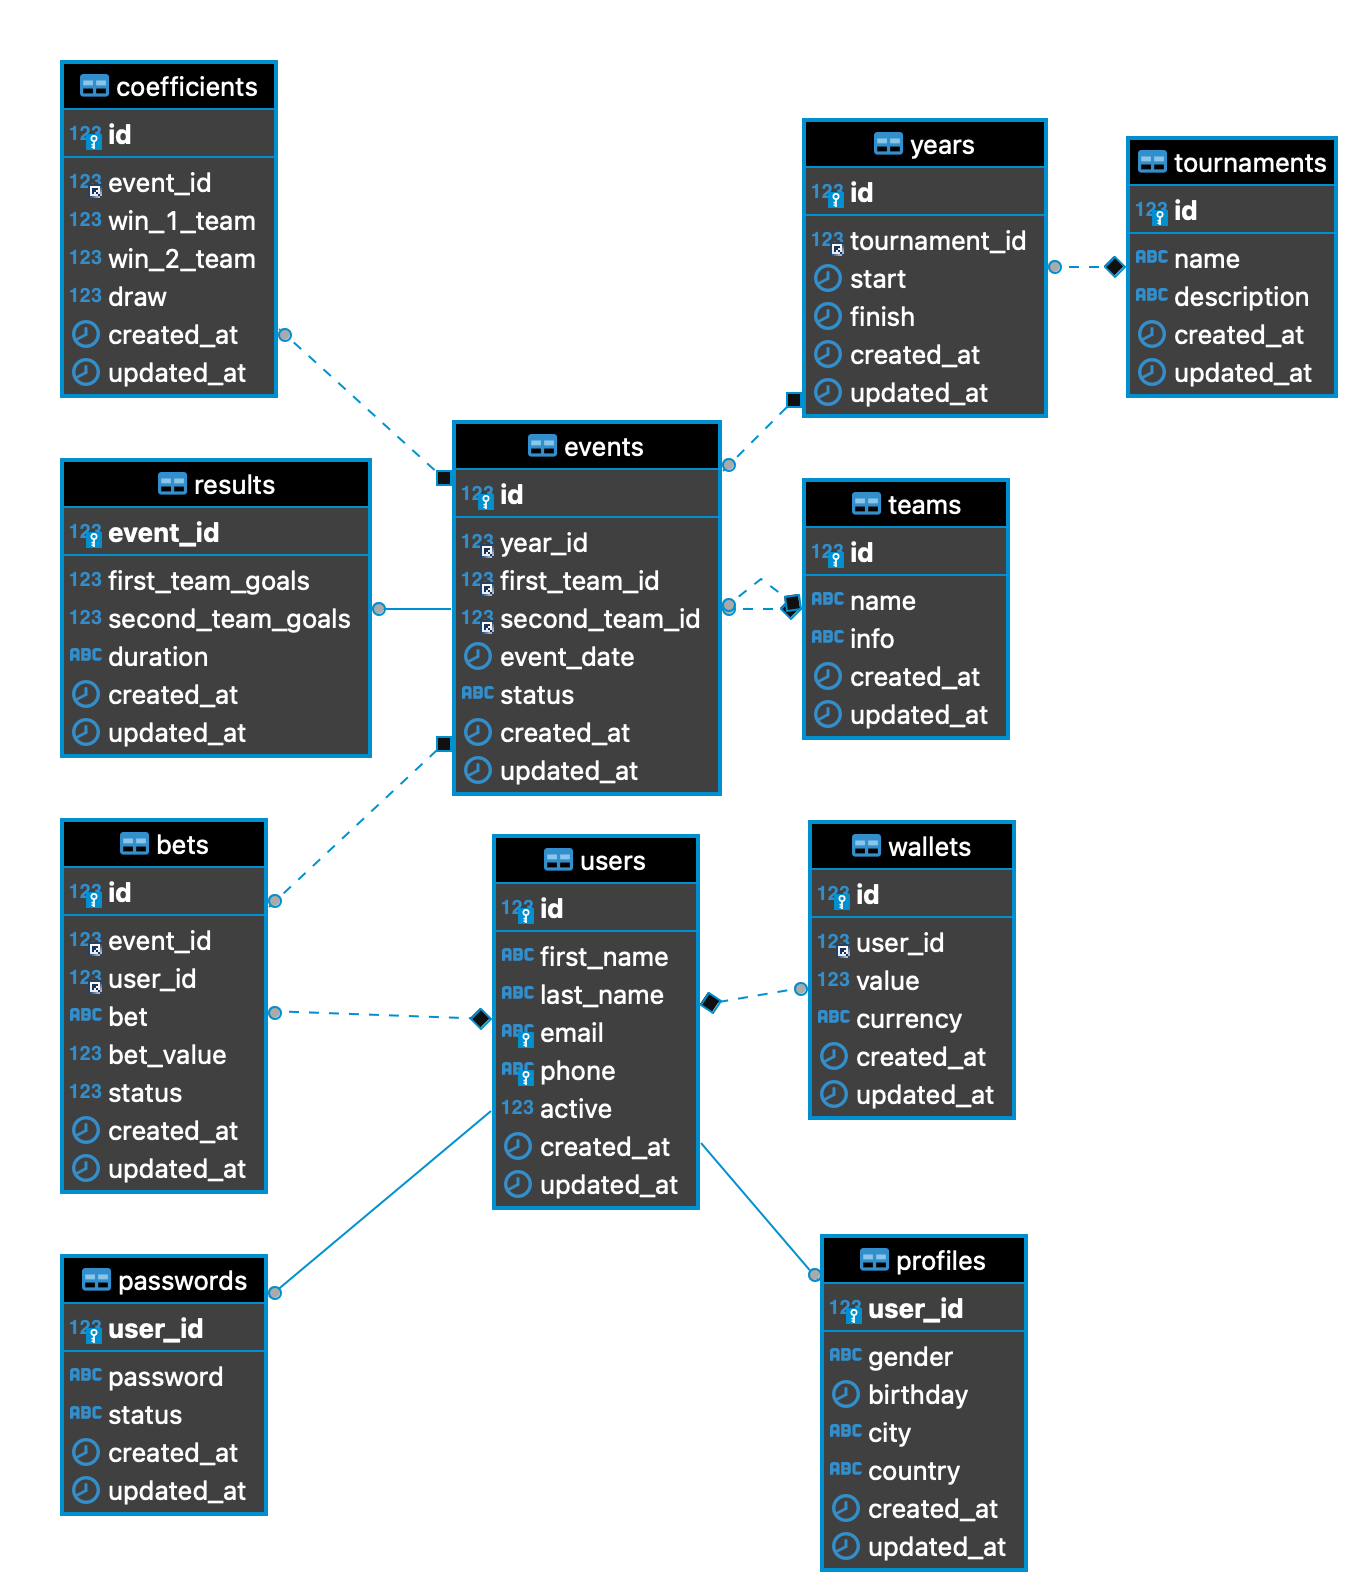 coefficients
123 id
123 event_id
123 win_1_team
123 win_2_team
123 draw
created_at
updated_at
years
123 id
123 tournament_id
start
finish
created_at
updated_at
tournaments
123 id
ABC name
ABC description
created_at
updated_at
results
123 event_id
123 first_team_goals
123 second_team_goals
ABC duration
created_at
updated_at
events
123 id
123 year_id
123 first_team_id
123 second_team_id
event_date
ABC status
created_at
updated_at
teams
123 id
ABC name
ABC info
created_at
updated_at
bets
123 id
123 event_id
123 user_id
ABC bet
123 bet_value
123 status
created_at
updated_at
users
123 id
ABC first_name
ABC last_name
ABC email
ABC phone
123 active
created_at
updated_at
wallets
123 id
123 user_id
123 value
ABC currency
created_at
updated_at
passwords
123 user_id
ABC password
ABC status
created_at
updated_at
profiles
123 user_id
ABC gender
birthday
ABC city
ABC country
created_at
updated_at